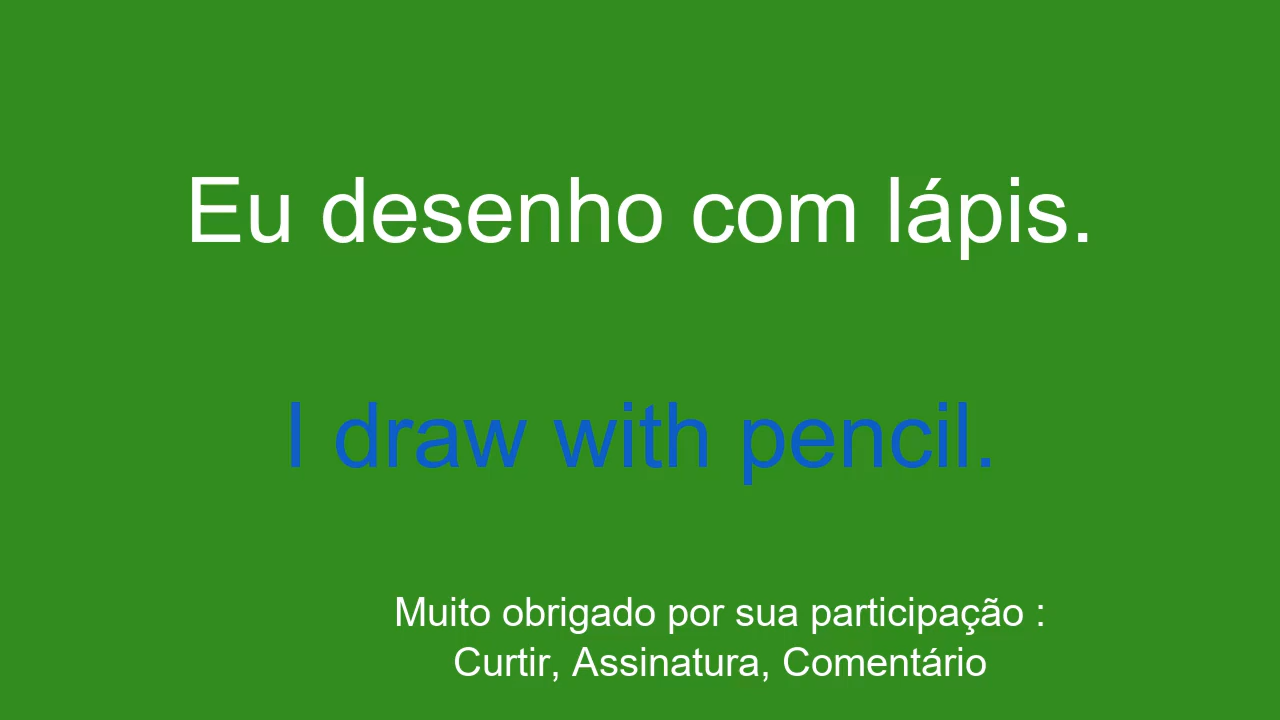 Eu desenho com lápis.
I draw with pencil.
Muito obrigado por sua participação :
Curtir, Assinatura, Comentário